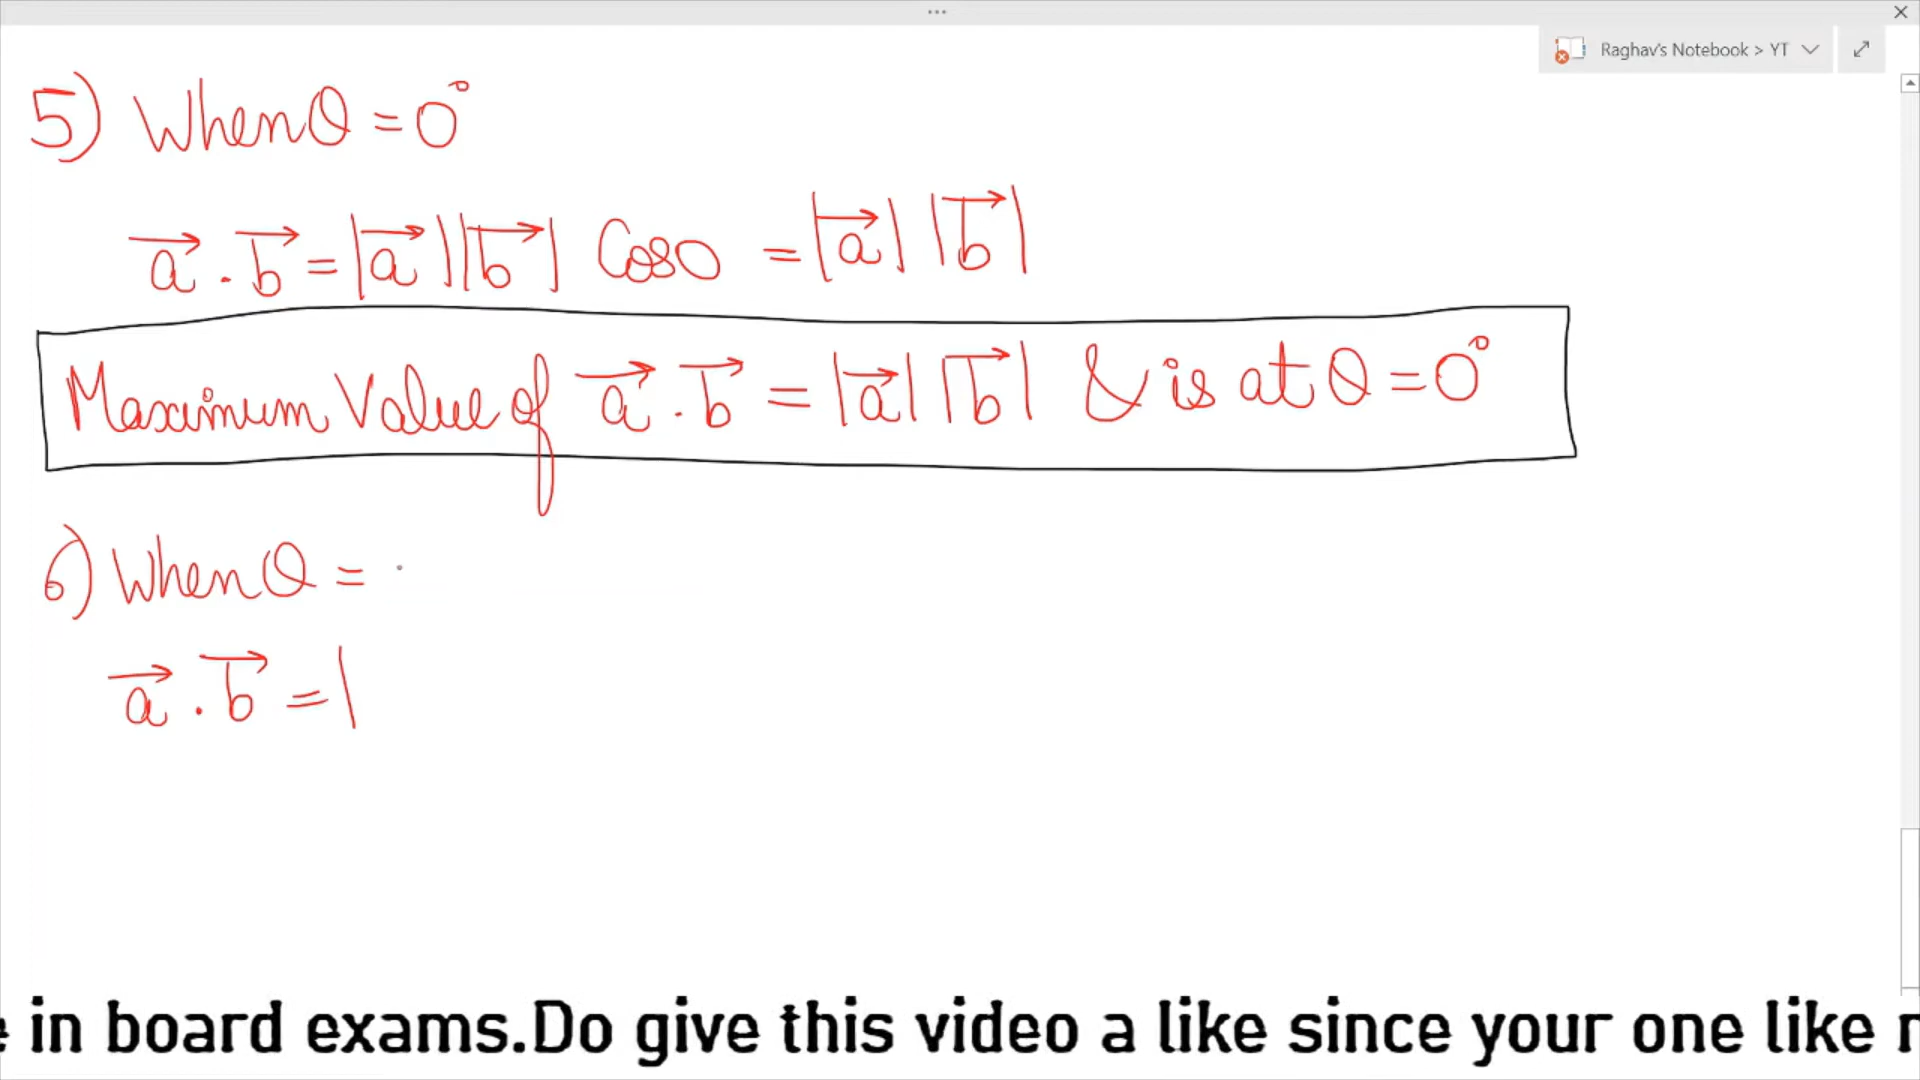 Raghav's Notebook > YT
5) When θ = 0°
a⃗ . b⃗ = |a⃗| |b⃗| Cos0 = |a⃗| |b⃗|
Maximum Value of a⃗ . b⃗ = |a⃗| |b⃗| & is at θ = 0°
6) When θ =
a⃗ . b⃗ = |
in board exams.Do give this video a like since your one like